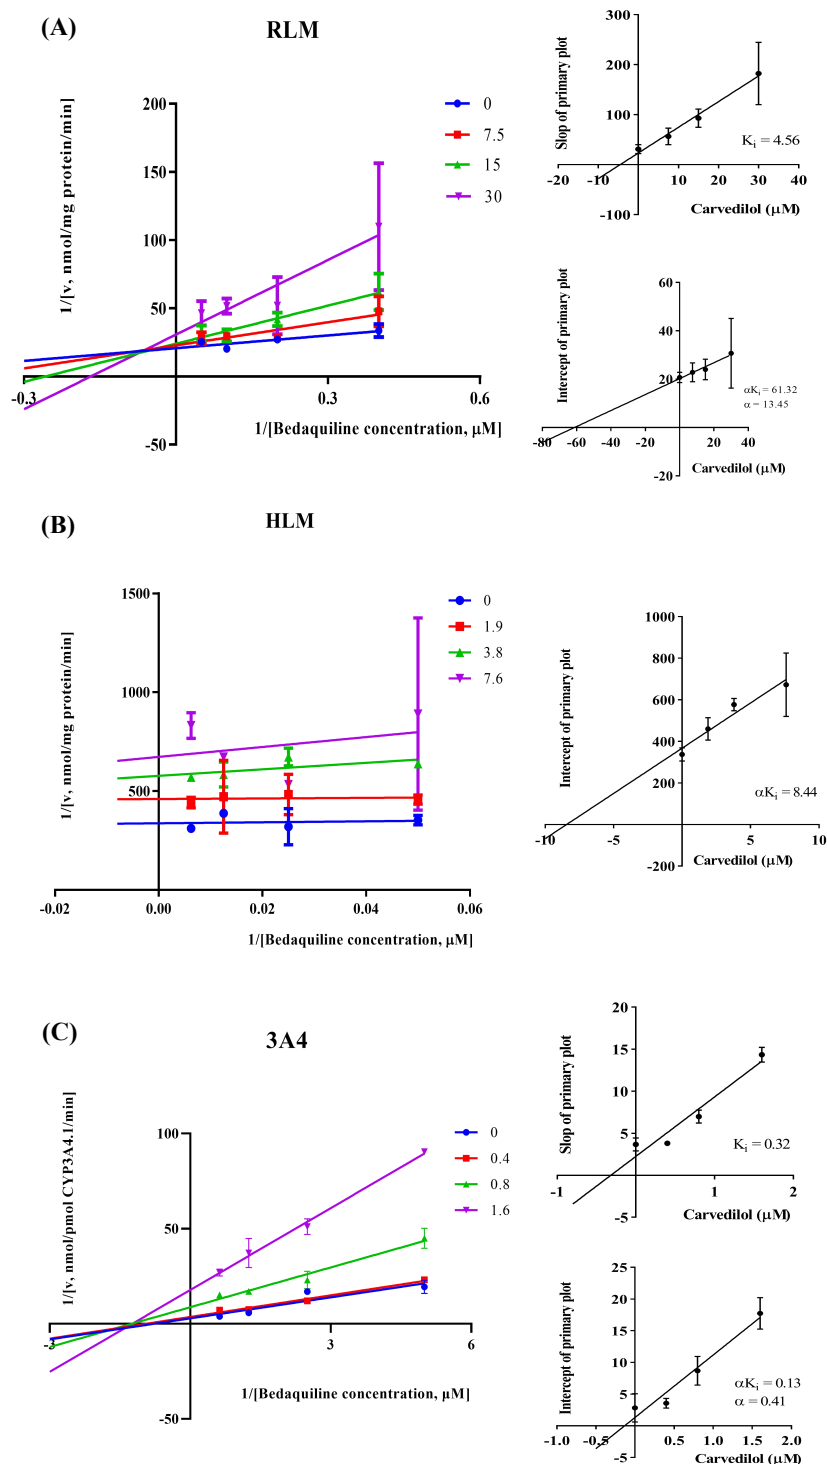 (A)
RLM
1/[v, nmol/mg protein/min]
200
150
100
50
-50
-0.3
0.3
0.6
1/[Bedaquiline concentration, μM]
0
7.5
15
30
Slop of primary plot
300
200
100
-100
-20
-10
10
20
30
40
Ki = 4.56
Carvedilol (μM)
Intercept of primary plot
60
40
20
-20
-80
-60
-40
-20
20
40
αKi = 61.32
α = 13.45
Carvedilol (μM)
(B)
HLM
1/[v, nmol/mg protein/min]
1500
1000
500
-0.02
0.00
0.02
0.04
0.06
1/[Bedaquiline concentration, μM]
0
1.9
3.8
7.6
Intercept of primary plot
1000
800
600
400
200
-200
-10
-5
5
10
αKi = 8.44
Carvedilol (μM)
(C)
3A4
1/[v, nmol/pmol CYP3A4.1/min]
100
50
-50
-3
3
6
1/[Bedaquiline concentration, μM]
0
0.4
0.8
1.6
Slop of primary plot
20
15
10
5
-5
-1
1
2
Ki = 0.32
Carvedilol (μM)
Intercept of primary plot
25
20
15
10
5
-5
-1.0
-0.5
0.5
1.0
1.5
2.0
αKi = 0.13
α = 0.41
Carvedilol (μM)